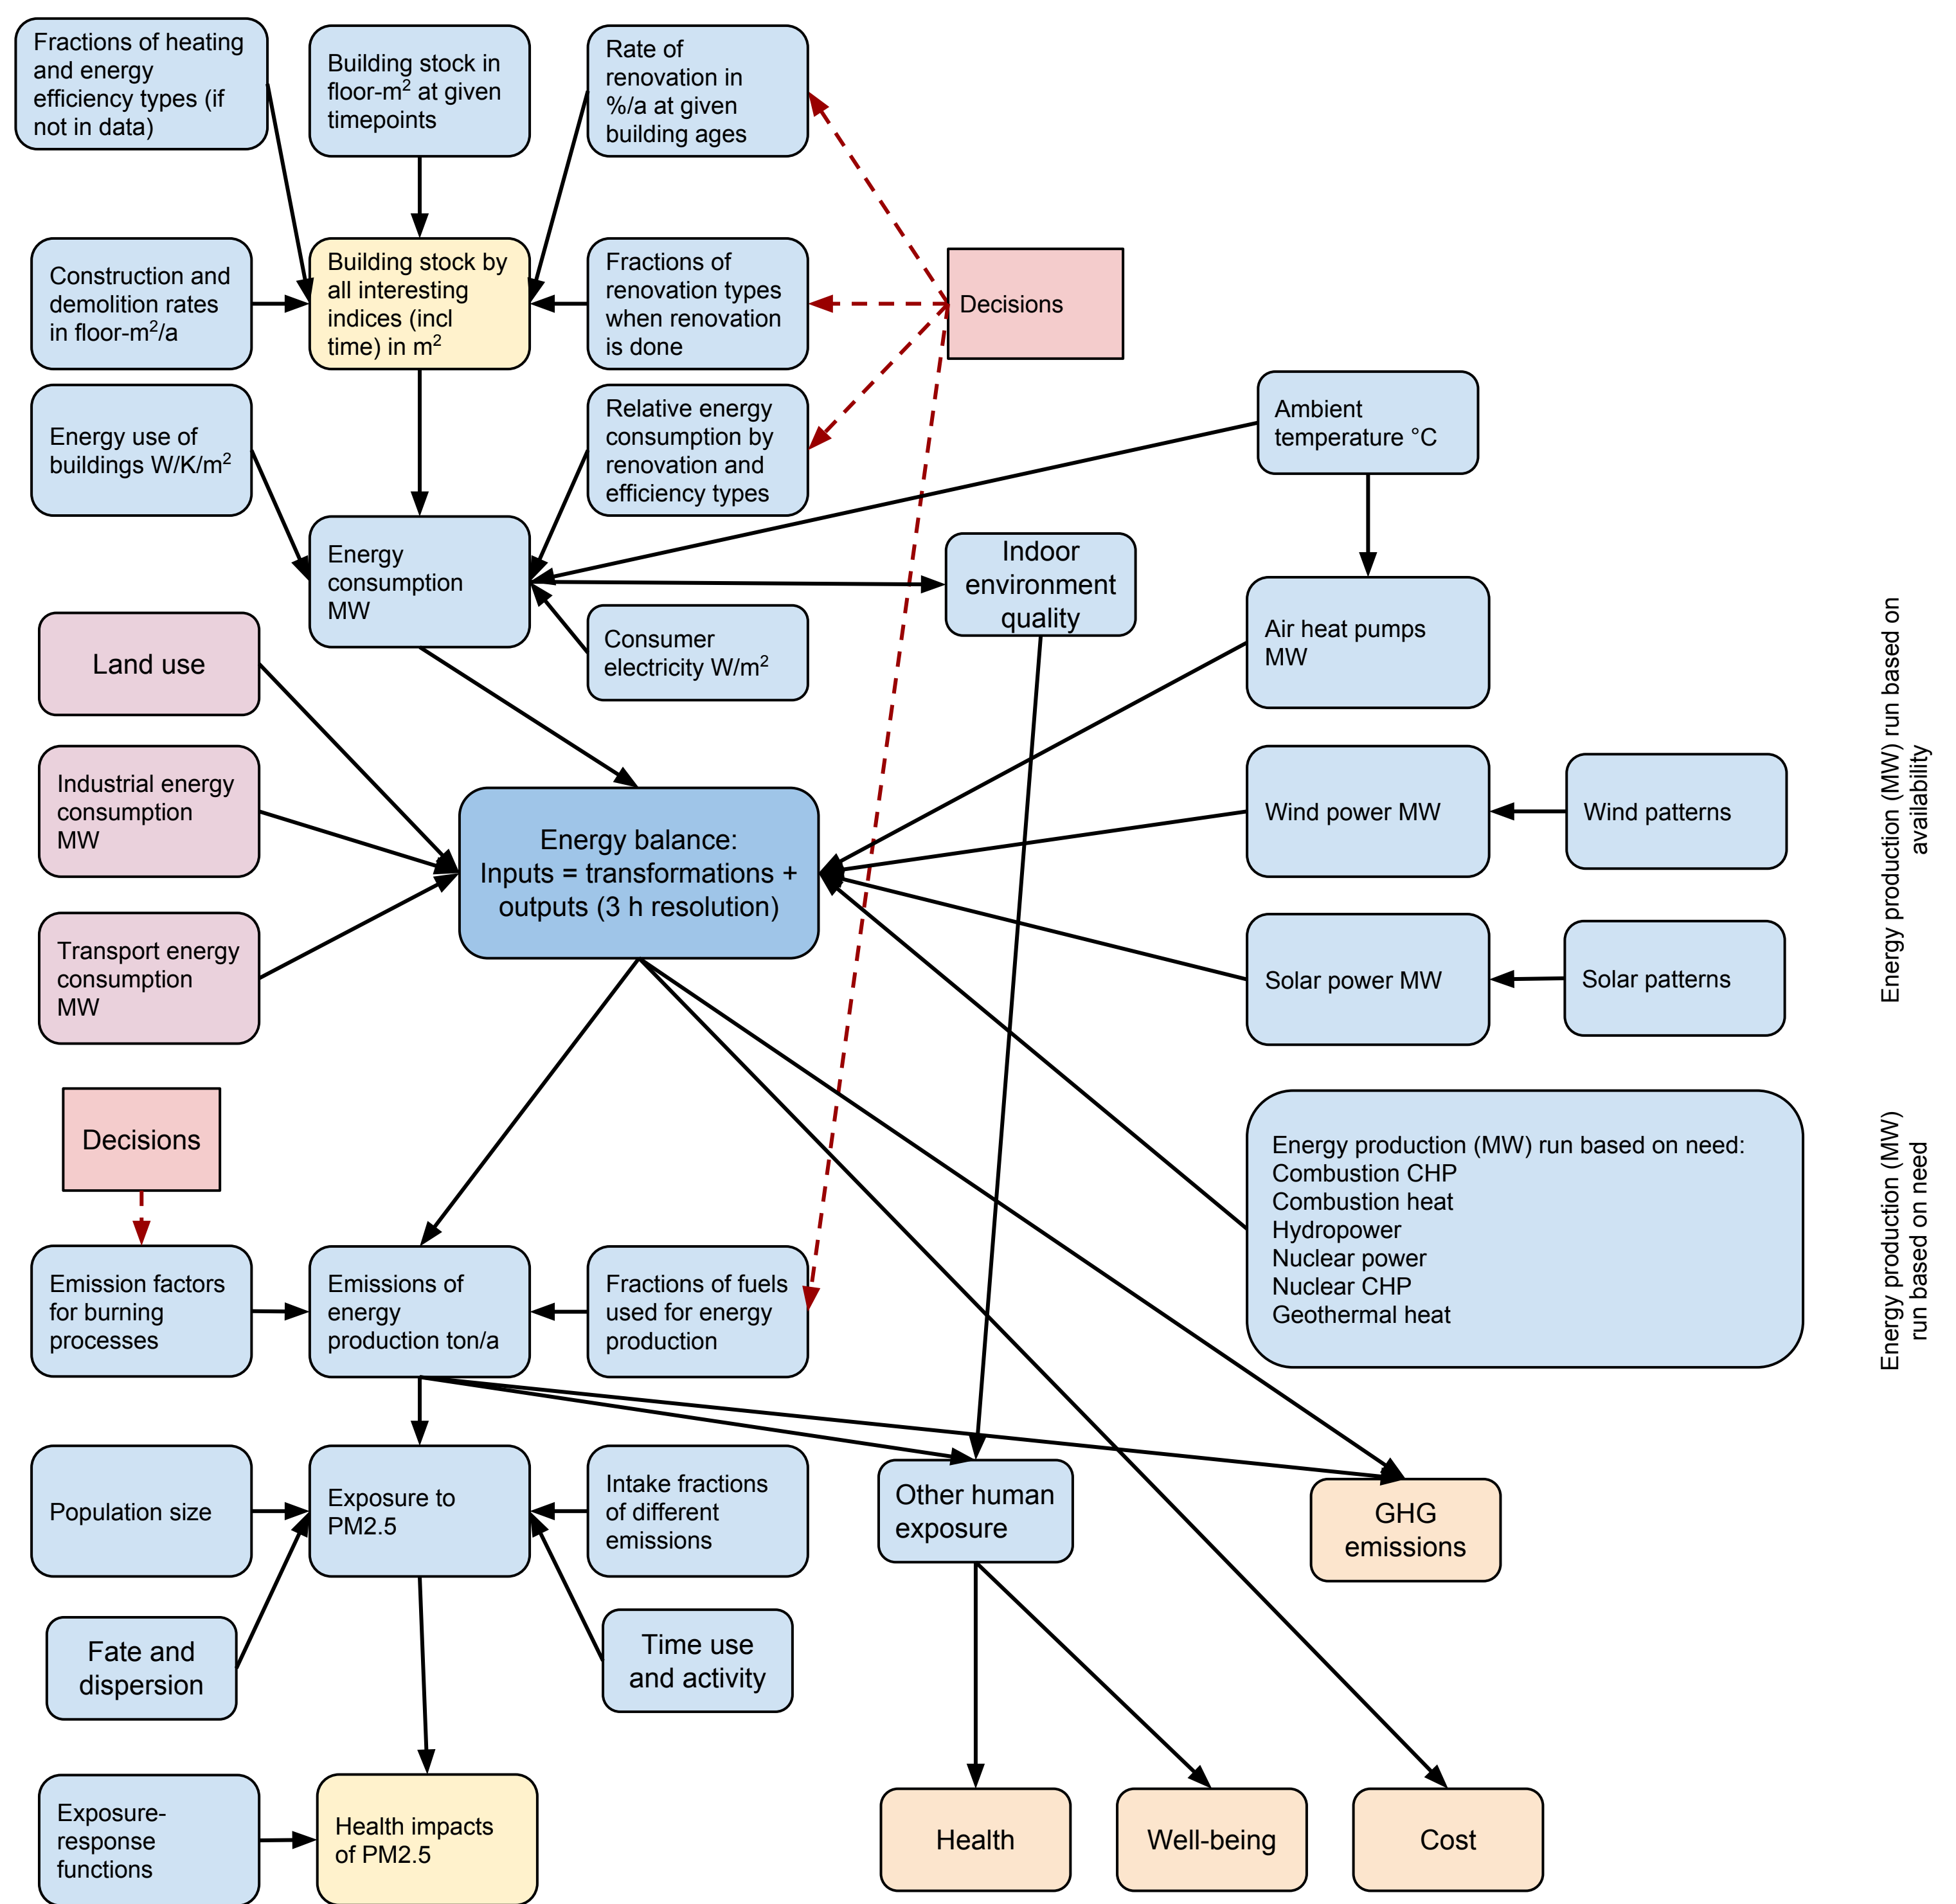 Fractions of heating
and energy
efficiency types (if
not in data)
Building stock in
floor-m² at given
timepoints
Rate of
renovation in
%/a at given
building ages
Construction and
demolition rates
in floor-m²/a
Building stock by
all interesting
indices (incl
time) in m²
Fractions of
renovation types
when renovation
is done
Decisions
Energy use of
buildings W/K/m²
Relative energy
consumption by
renovation and
efficiency types
Ambient
temperature °C
Energy
consumption
MW
Indoor
environment
quality
Consumer
electricity W/m²
Air heat pumps
MW
Land use
Industrial energy
consumption
MW
Energy balance:
Inputs = transformations +
outputs (3 h resolution)
Wind power MW
Wind patterns
Energy production (MW) run based on
availability
Transport energy
consumption
MW
Solar power MW
Solar patterns
Decisions
Energy production (MW) run based on need:
Combustion CHP
Combustion heat
Hydropower
Nuclear power
Nuclear CHP
Geothermal heat
Energy production (MW)
run based on need
Emission factors
for burning
processes
Emissions of
energy
production ton/a
Fractions of fuels
used for energy
production
Population size
Exposure to
PM2.5
Intake fractions
of different
emissions
Other human
exposure
GHG
emissions
Fate and
dispersion
Time use
and activity
Exposure-
response
functions
Health impacts
of PM2.5
Health
Well-being
Cost